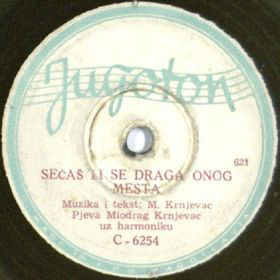 Jugoton
621
SEĆAŠ LI SE DRAGA ONOG
MESTA
Muzika i tekst: M. Krnjevac
Pjeva Miodrag Krnjevac
uz harmoniku
C-6254